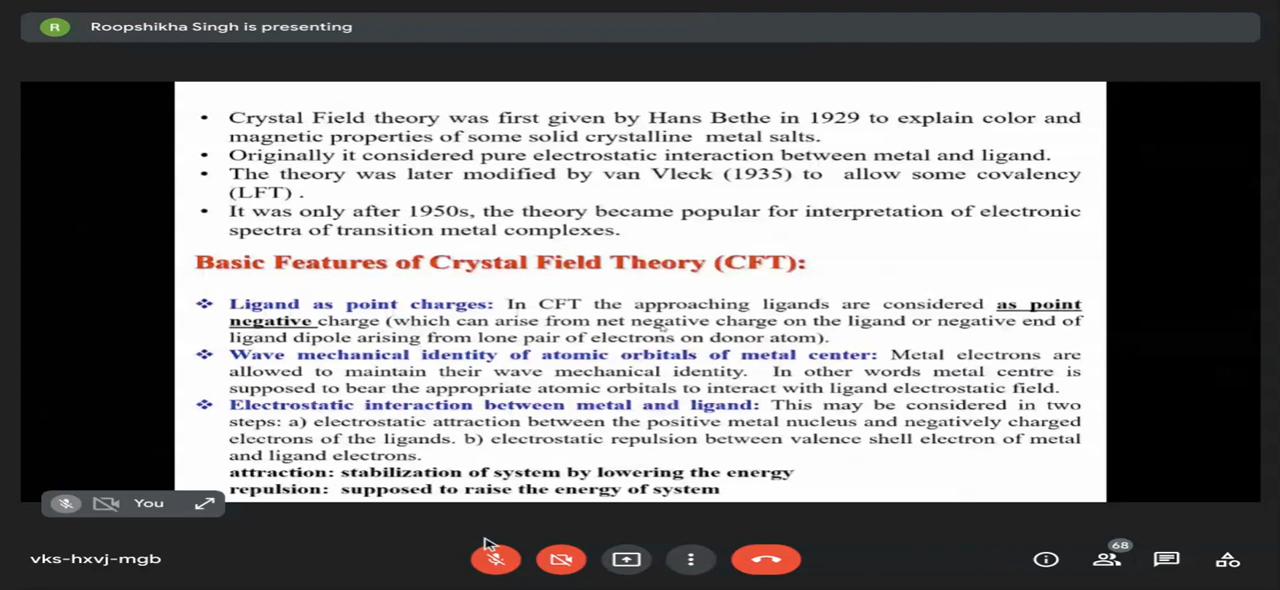 R Roopshikha Singh is presenting
• Crystal Field theory was first given by Hans Bethe in 1929 to explain color and
magnetic properties of some solid crystalline metal salts.
• Originally it considered pure electrostatic interaction between metal and ligand.
• The theory was later modified by van Vleck (1935) to allow some covalency
(LFT) .
• It was only after 1950s, the theory became popular for interpretation of electronic
spectra of transition metal complexes.
Basic Features of Crystal Field Theory (CFT):
❖ Ligand as point charges: In CFT the approaching ligands are considered as point
negative charge (which can arise from net negative charge on the ligand or negative end of
ligand dipole arising from lone pair of electrons on donor atom).
❖ Wave mechanical identity of atomic orbitals of metal center: Metal electrons are
allowed to maintain their wave mechanical identity. In other words metal centre is
supposed to bear the appropriate atomic orbitals to interact with ligand electrostatic field.
❖ Electrostatic interaction between metal and ligand: This may be considered in two
steps: a) electrostatic attraction between the positive metal nucleus and negatively charged
electrons of the ligands. b) electrostatic repulsion between valence shell electron of metal
and ligand electrons.
attraction: stabilization of system by lowering the energy
repulsion: supposed to raise the energy of system
You
vks-hxvj-mgb
68